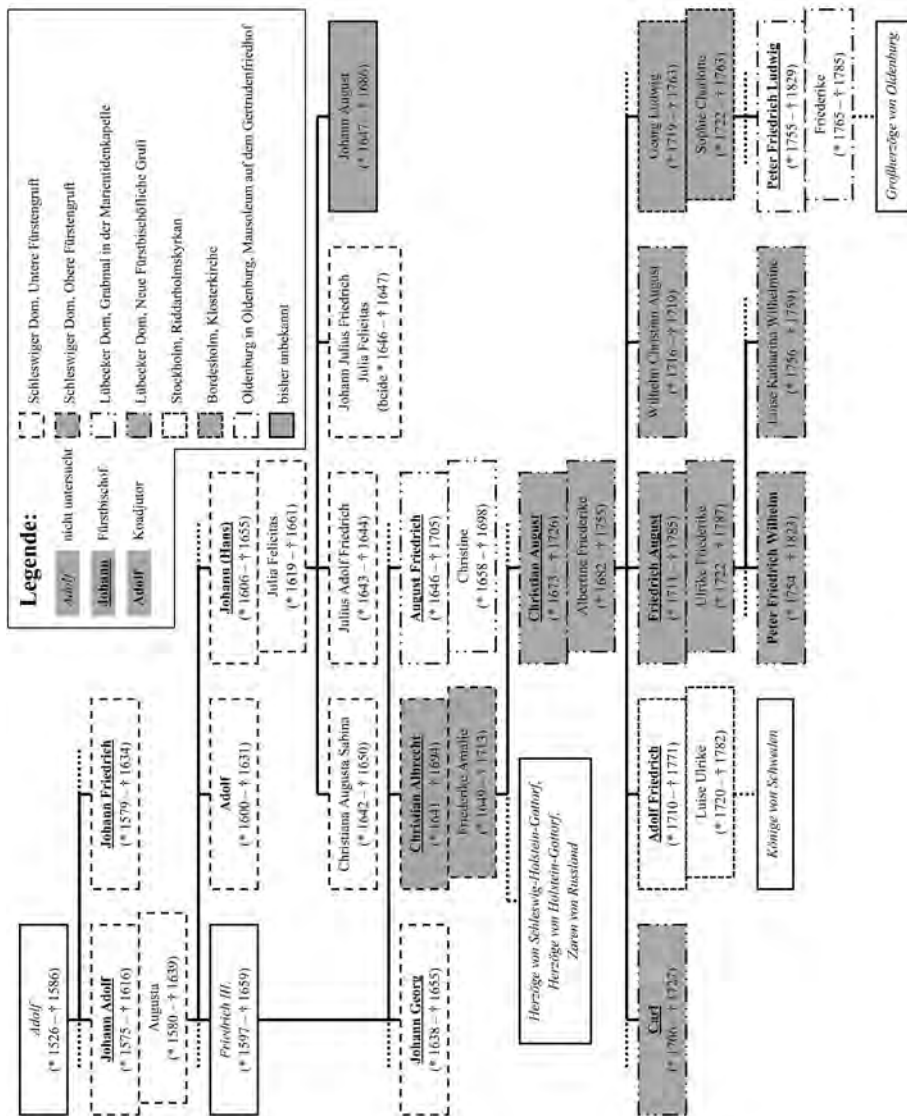 Legende:
Adolf nicht untersucht
Johann Fürstbischof
Adolf Koadjutor
Schleswiger Dom, Untere Fürstengruft
Schleswiger Dom, Obere Fürstengruft
Lübecker Dom, Grabmal in der Marientidenkapelle
Lübecker Dom, Neue Fürstbischöfliche Gruft
Stockholm, Riddarholmskyrkan
Bordesholm, Klosterkirche
Oldenburg in Oldenburg, Mausoleum auf dem Gertrudenfriedhof
bisher unbekannt
Adolf
(* 1526 – † 1586)
Johann Adolf
(* 1575 – † 1616)
Augusta
(* 1580 – † 1639)
Johann Friedrich
(* 1579 – † 1634)
Friedrich III.
(* 1597 – † 1659)
Adolf
(* 1600 – † 1631)
Johann (Hans)
(* 1606 – † 1655)
Julia Felicitas
(* 1619 – † 1661)
Christiana Augusta Sabina
(* 1642 – † 1650)
Julius Adolf Friedrich
(* 1643 – † 1644)
Johann Julius Friedrich
Julia Felicitas
(beide * 1646 – † 1647)
Johann August
(* 1647 – † 1686)
Johann Georg
(* 1638 – † 1655)
Christian Albrecht
(* 1641 – † 1694)
Friederike Amalie
(* 1649 – † 1713)
August Friedrich
(* 1646 – † 1705)
Christine
(* 1658 – † 1698)
Herzöge von Schleswig-Holstein-Gottorf,
Herzöge von Holstein-Gottorf,
Zaren von Russland
Christian August
(* 1673 – † 1726)
Albertine Friederike
(* 1682 – † 1755)
Carl
(* 1706 – † 1727)
Adolf Friedrich
(* 1710 – † 1771)
Luise Ulrike
(* 1720 – † 1782)
Friedrich August
(* 1711 – † 1785)
Ulrike Friederike
(* 1722 – † 1787)
Wilhelm Christian August
(* 1716 – † 1719)
Georg Ludwig
(* 1719 – † 1763)
Sophie Charlotte
(* 1722 – † 1763)
Könige von Schweden
Peter Friedrich Wilhelm
(* 1754 – † 1823)
Luise Katharina Wilhelmine
(* 1756 – † 1759)
Peter Friedrich Ludwig
(* 1755 – † 1829)
Friederike
(* 1765 – † 1785)
Großherzöge von Oldenburg